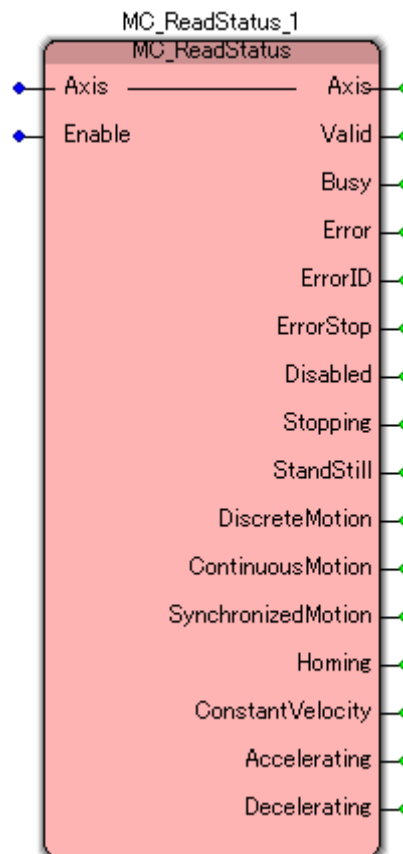 MC_ReadStatus_1
MC_ReadStatus
Axis Axis
Enable Valid
Busy
Error
ErrorID
ErrorStop
Disabled
Stopping
StandStill
DiscreteMotion
ContinuousMotion
SynchronizedMotion
Homing
ConstantVelocity
Accelerating
Decelerating